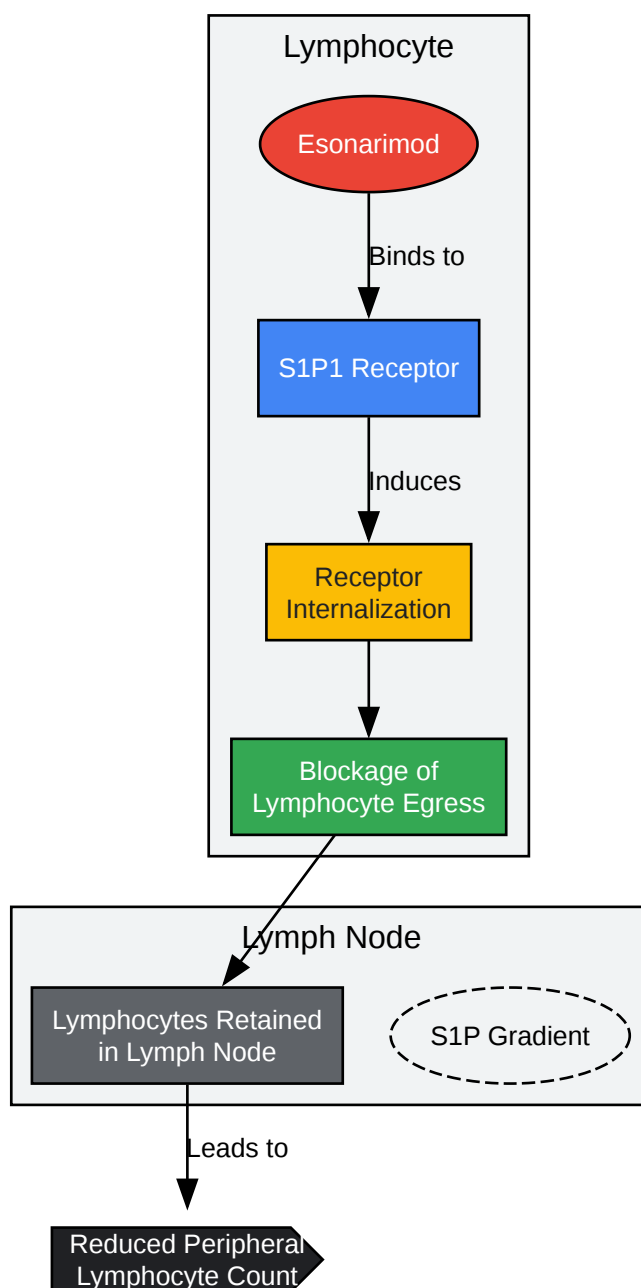 Lymphocyte
Esonarimod
Binds to
S1P1 Receptor
Induces
Receptor
Internalization
Blockage of
Lymphocyte Egress
Lymph Node
Lymphocytes Retained
in Lymph Node
S1P Gradient
Leads to
Reduced Peripheral
Lymphocyte Count